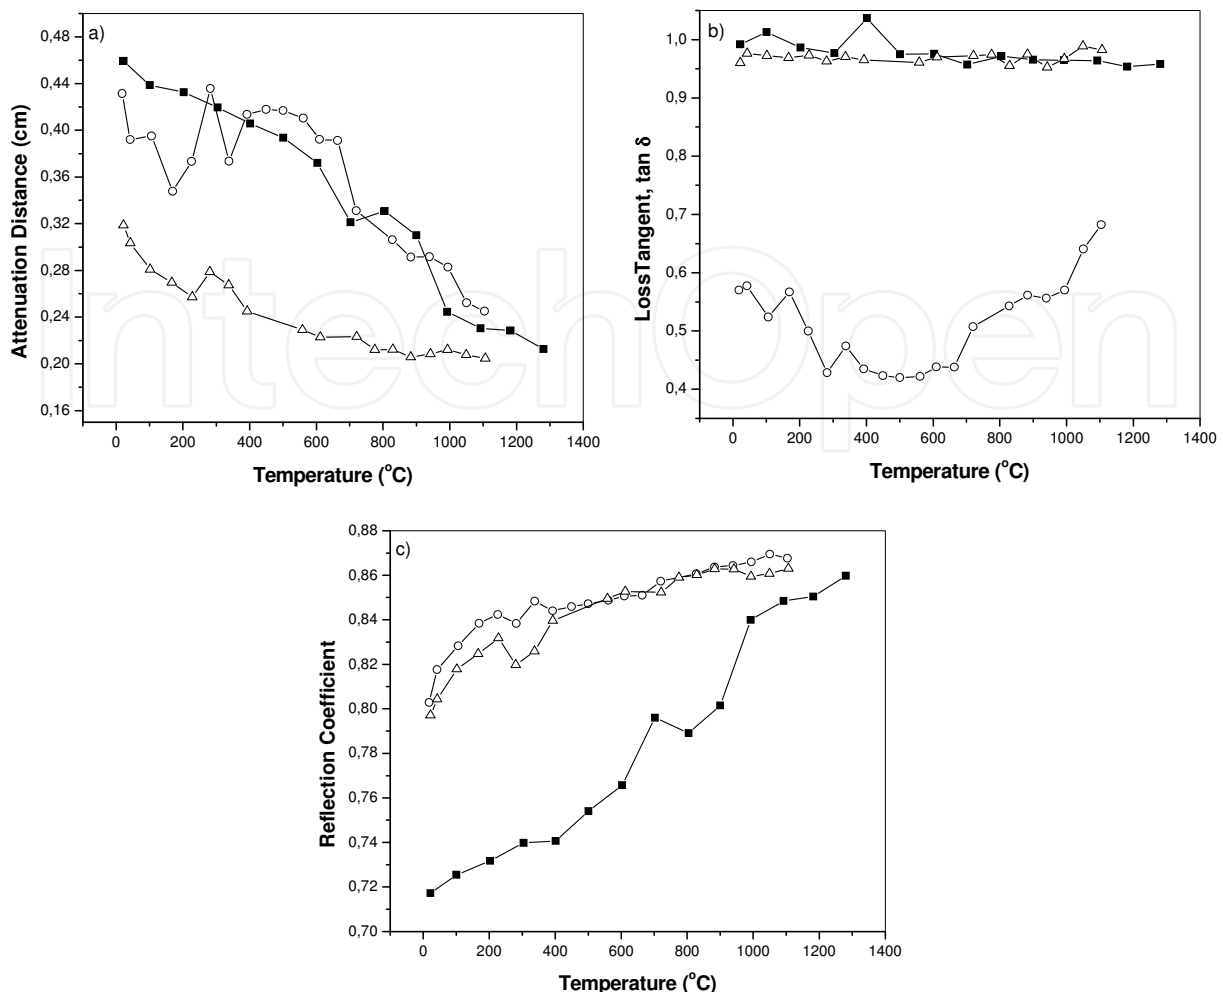 a)
Attenuation Distance (cm)
0,48
0,44
0,40
0,36
0,32
0,28
0,24
0,20
0,16
0 200 400 600 800 1000 1200 1400
Temperature (°C)
b)
LossTangent, tan δ
1,0
0,9
0,8
0,7
0,6
0,5
0,4
0 200 400 600 800 1000 1200 1400
Temperature (°C)
IntechOpen
c)
Reflection Coefficient
0,88
0,86
0,84
0,82
0,80
0,78
0,76
0,74
0,72
0,70
0 200 400 600 800 1000 1200 1400
Temperature (°C)